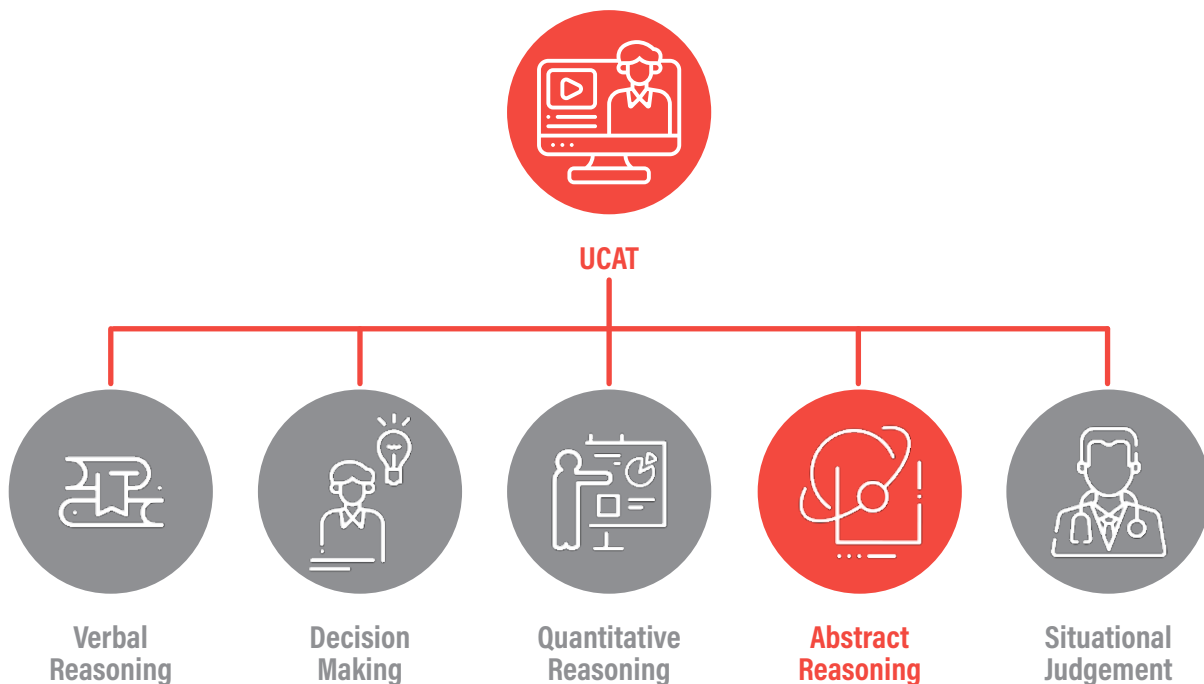 UCAT
Verbal
Reasoning
Decision
Making
Quantitative
Reasoning
Abstract
Reasoning
Situational
Judgement